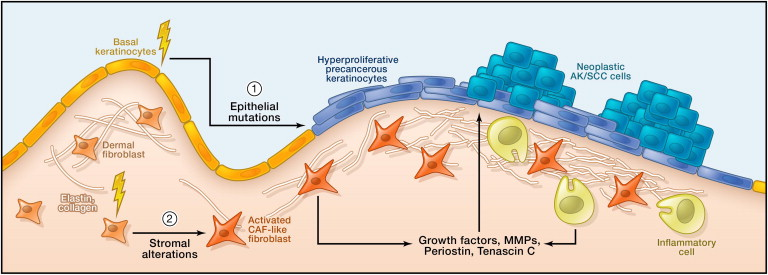 Basal
keratinocytes
1
Epithelial
mutations
Hyperproliferative
precancerous
keratinocytes
Neoplastic
AK/SCC cells
Dermal
fibroblast
Elastin,
collagen
2
Stromal
alterations
Activated
CAF-like
fibroblast
Growth factors, MMPs,
Periostin, Tenascin C
Inflammatory
cell